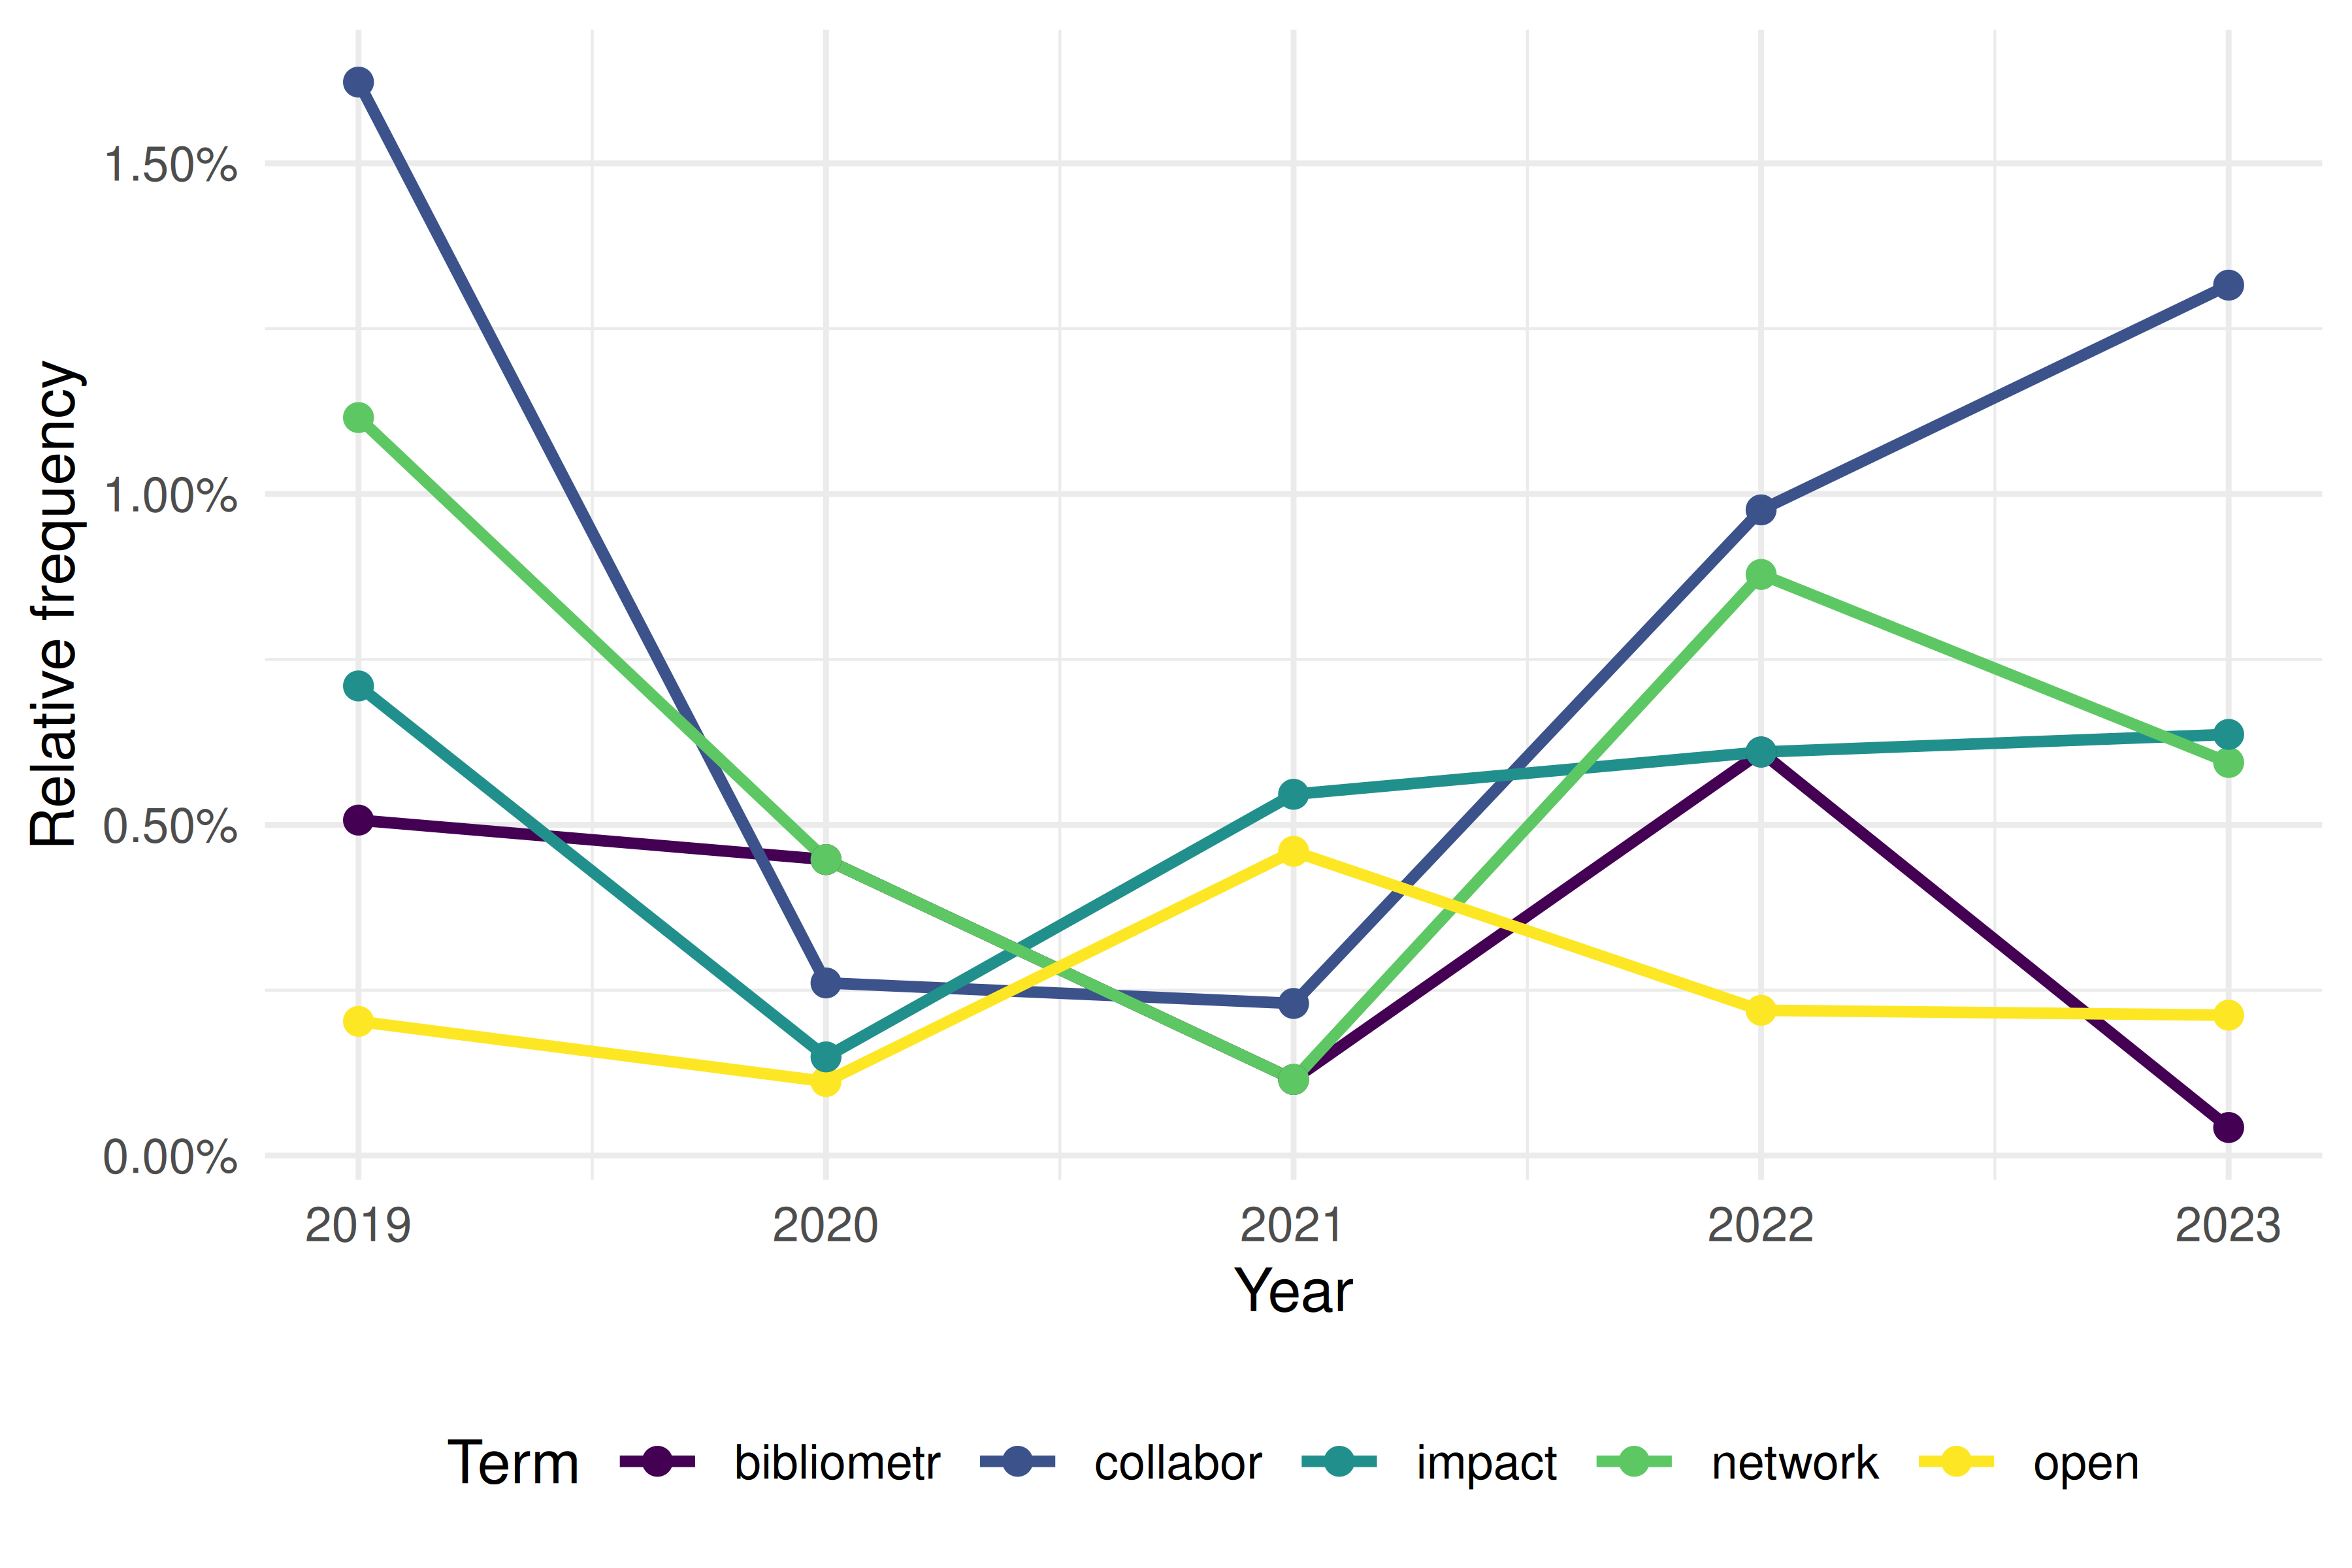 Relative frequency
1.50%
1.00%
0.50%
0.00%
2019 2020 2021 2022 2023
Year
Term bibliometr collabor impact network open